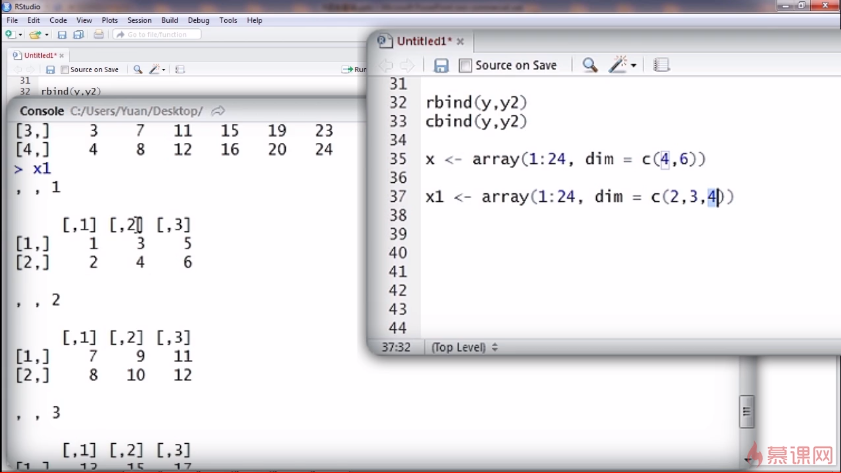 RStudio
File Edit Code View Plots Session Build Debug Tools Help
Go to file/function
Untitled1*
Source on Save
Run
31
32 rbind(y,y2)
Console C:/Users/Yuan/Desktop/
[3,] 3 7 11 15 19 23
[4,] 4 8 12 16 20 24
> x1
, , 1
[,1] [,2] [,3]
[1,] 1 3 5
[2,] 2 4 6
, , 2
[,1] [,2] [,3]
[1,] 7 9 11
[2,] 8 10 12
, , 3
[,1] [,2] [,3]
[1,] 13 15 17
Untitled1*
Source on Save
31
32 rbind(y,y2)
33 cbind(y,y2)
34
35 x <- array(1:24, dim = c(4,6))
36
37 x1 <- array(1:24, dim = c(2,3,4))
38
39
40
41
42
43
44
37:32 (Top Level)
慕课网